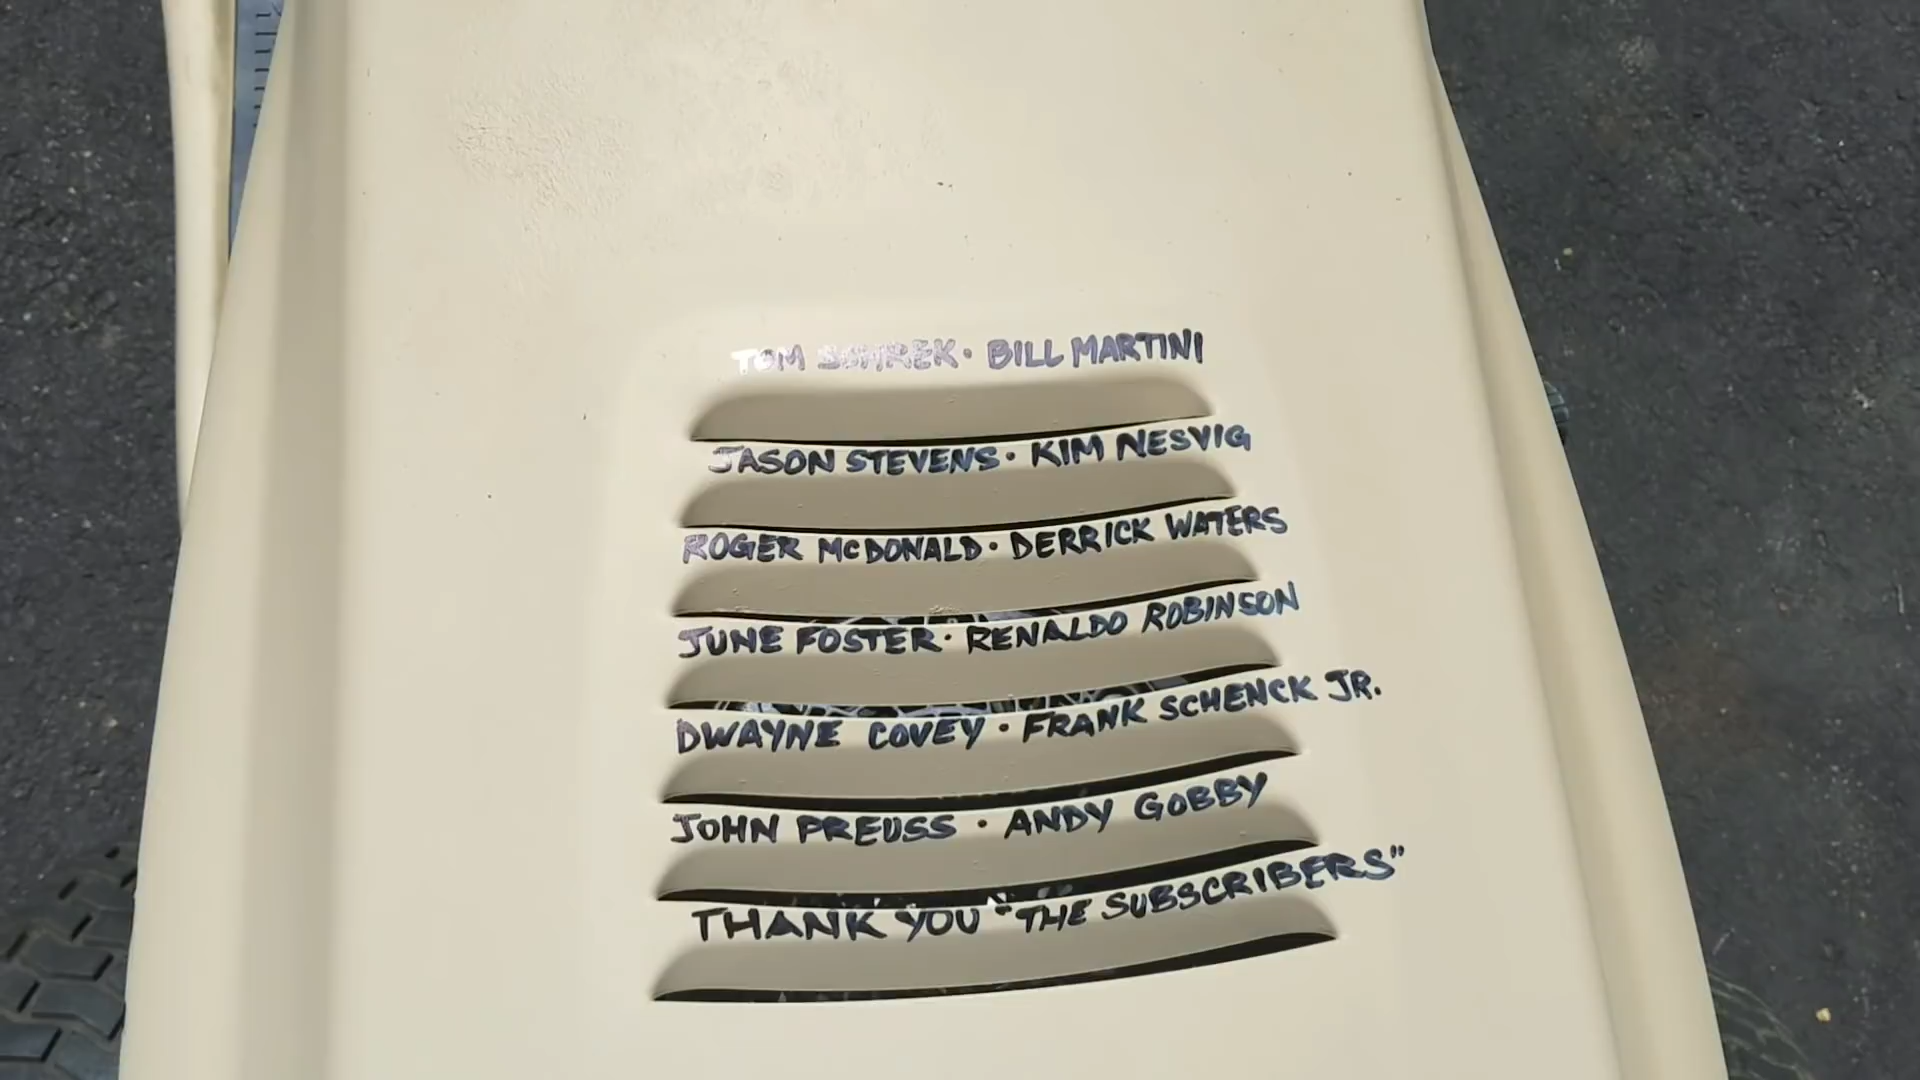 TOM · BILL MARTINI
JASON STEVENS · KIM NESVIG
ROGER McDONALD · DERRICK WATERS
JUNE FOSTER · RENALDO ROBINSON
DWAYNE COVEY · FRANK SCHENCK JR.
JOHN PREUSS · ANDY GOBBY
THANK YOU "THE SUBSCRIBERS"